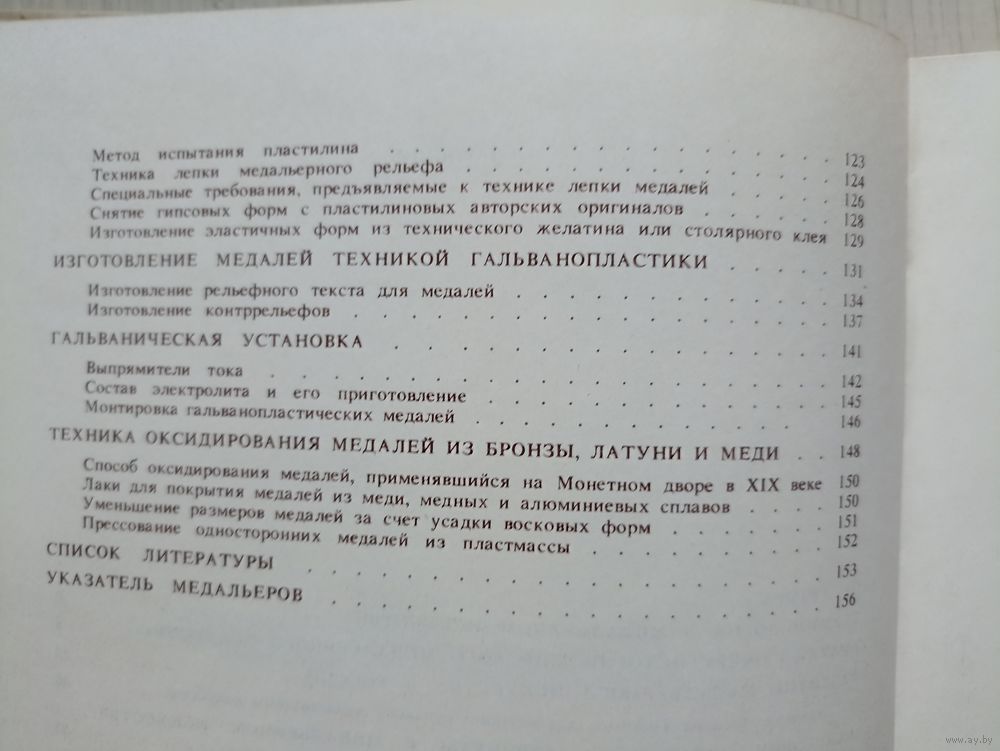 Метод испытания пластилина . . . . . . . . . . . . . . . . 123
Техника лепки медальерного рельефа . . . . . . . . . . . . 124
Специальные требования, предъявляемые к технике лепки медалей . . . . . 126
Снятие гипсовых форм с пластилиновых авторских оригиналов . . . . . . 128
Изготовление эластичных форм из технического желатина или столярного клея 129
ИЗГОТОВЛЕНИЕ МЕДАЛЕЙ ТЕХНИКОЙ ГАЛЬВАНОПЛАСТИКИ . . . . . 131
Изготовление рельефного текста для медалей . . . . . . . . . . . 134
Изготовление контррельефов . . . . . . . . . . . . . . . . . 137
ГАЛЬВАНИЧЕСКАЯ УСТАНОВКА . . . . . . . . . . . . . . . 141
Выпрямители тока . . . . . . . . . . . . . . . . . . . . 142
Состав электролита и его приготовление . . . . . . . . . . . . 145
Монтировка гальванопластических медалей . . . . . . . . . . . 146
ТЕХНИКА ОКСИДИРОВАНИЯ МЕДАЛЕЙ ИЗ БРОНЗЫ, ЛАТУНИ И МЕДИ . . 148
Способ оксидирования медалей, применявшийся на Монетном дворе в XIX веке 150
Лаки для покрытия медалей из меди, медных и алюминиевых сплавов . . . . 150
Уменьшение размеров медалей за счет усадки восковых форм . . . . . . 151
Прессование односторонних медалей из пластмассы . . . . . . . . . 152
СПИСОК ЛИТЕРАТУРЫ . . . . . . . . . . . . . . . . . . 153
УКАЗАТЕЛЬ МЕДАЛЬЕРОВ . . . . . . . . . . . . . . . . . 156
www.ay.by